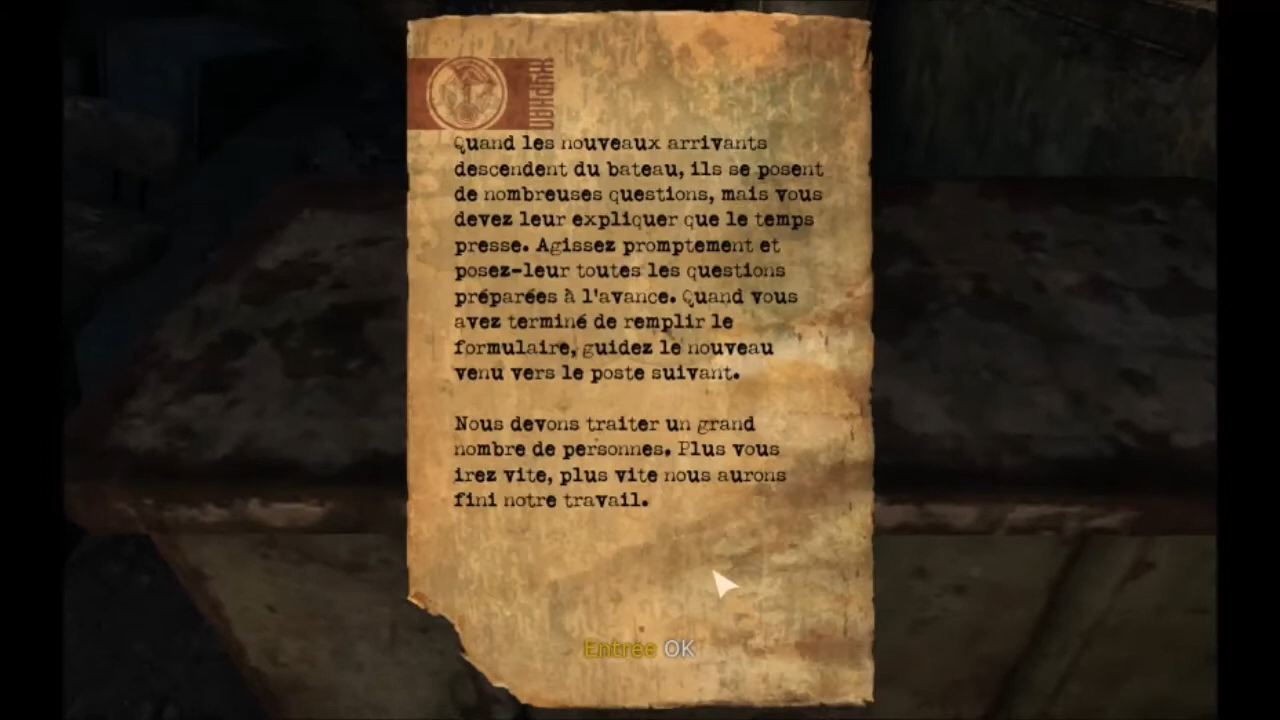 Quand les nouveaux arrivants
descendent du bateau, ils se posent
de nombreuses questions, mais vous
devez leur expliquer que le temps
presse. Agissez promptement et
posez-leur toutes les questions
préparées à l'avance. Quand vous
avez terminé de remplir le
formulaire, guidez le nouveau
venu vers le poste suivant.
Nous devons traiter un grand
nombre de personnes. Plus vous
irez vite, plus vite nous aurons
fini notre travail.
Entrée OK